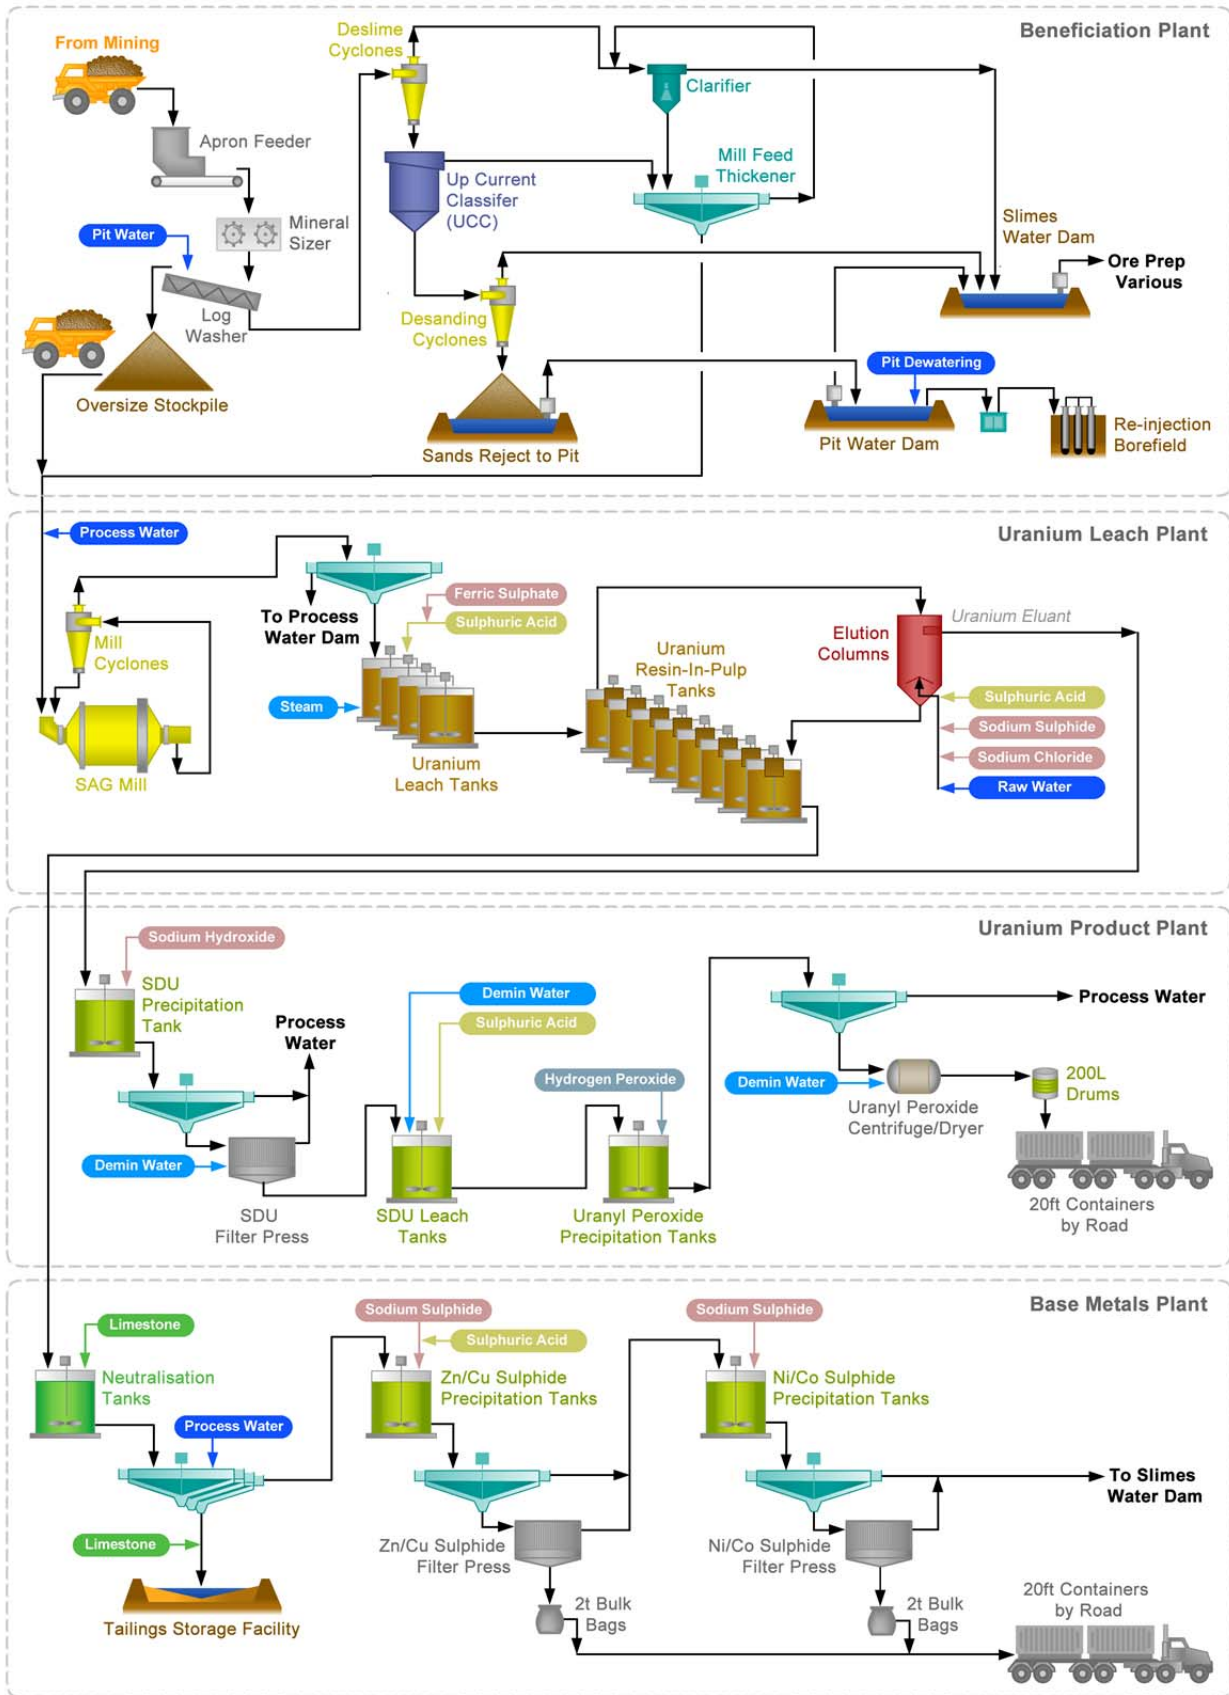 Beneficiation Plant
From Mining
Deslime
Cyclones
Clarifier
Apron Feeder
Mill Feed
Thickener
Up Current
Classifer
(UCC)
Mineral
Sizer
Pit Water
Slimes
Water Dam
Ore Prep
Various
Log
Washer
Desanding
Cyclones
Pit Dewatering
Oversize Stockpile
Sands Reject to Pit
Pit Water Dam
Re-injection
Borefield
Uranium Leach Plant
Process Water
To Process
Water Dam
Ferric Sulphate
Sulphuric Acid
Uranium Eluant
Elution
Columns
Mill
Cyclones
Uranium
Resin-In-Pulp
Tanks
Steam
Sulphuric Acid
Sodium Sulphide
Sodium Chloride
Raw Water
SAG Mill
Uranium
Leach Tanks
Uranium Product Plant
Sodium Hydroxide
SDU
Precipitation
Tank
Process
Water
Demin Water
Sulphuric Acid
Process Water
Hydrogen Peroxide
Demin Water
Uranyl Peroxide
Centrifuge/Dryer
200L
Drums
Demin Water
SDU
Filter Press
SDU Leach
Tanks
Uranyl Peroxide
Precipitation Tanks
20ft Containers
by Road
Base Metals Plant
Limestone
Sodium Sulphide
Sulphuric Acid
Sodium Sulphide
Neutralisation
Tanks
Zn/Cu Sulphide
Precipitation Tanks
Ni/Co Sulphide
Precipitation Tanks
Process Water
To Slimes
Water Dam
Limestone
Zn/Cu Sulphide
Filter Press
Ni/Co Sulphide
Filter Press
Tailings Storage Facility
2t Bulk
Bags
2t Bulk
Bags
20ft Containers
by Road